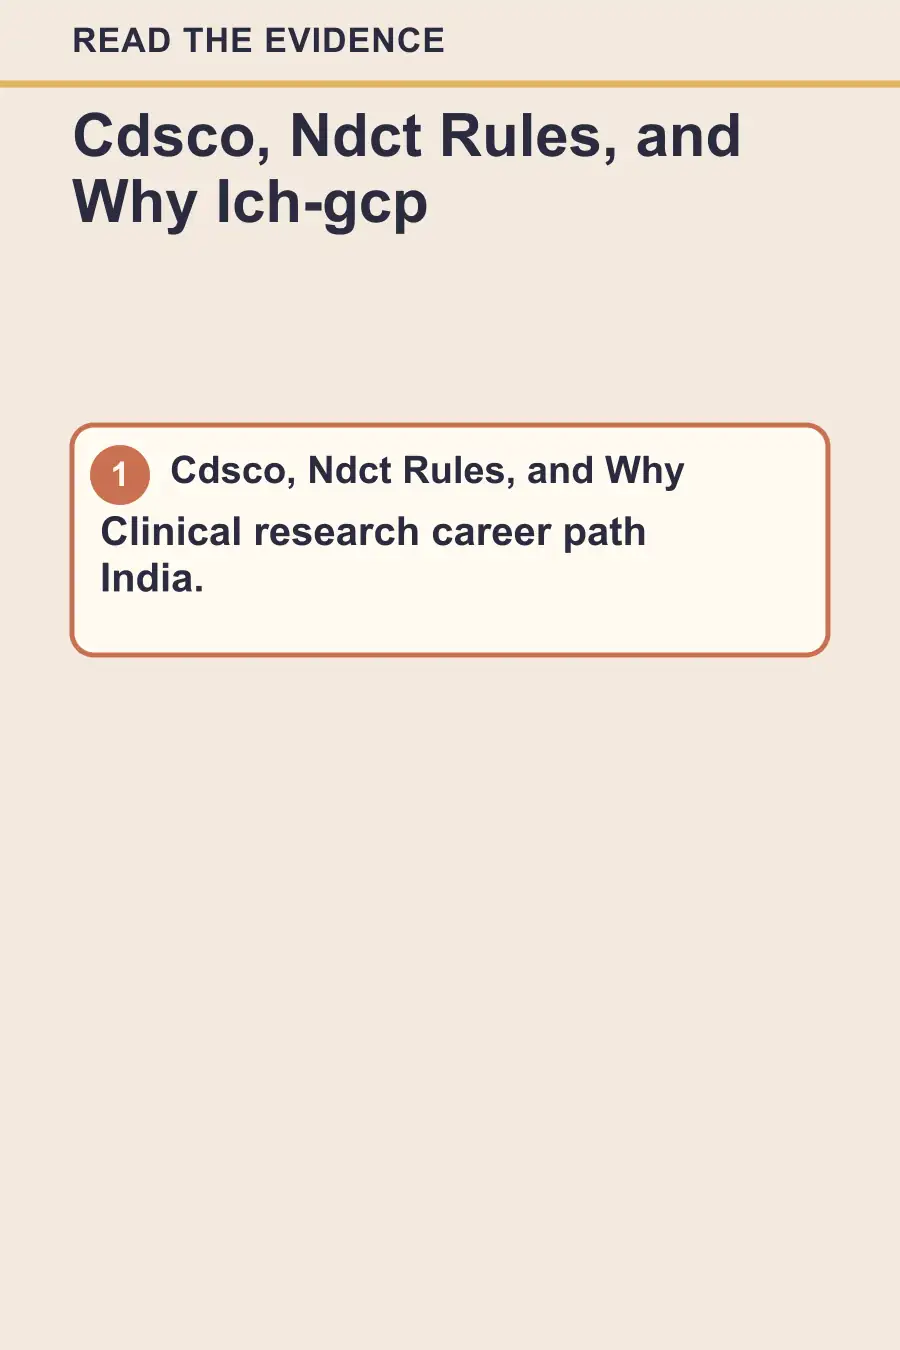 READ THE EVIDENCE
Cdsco, Ndct Rules, and
Why Ich-gcp
1
Cdsco, Ndct Rules, and Why
Clinical research career path
India.